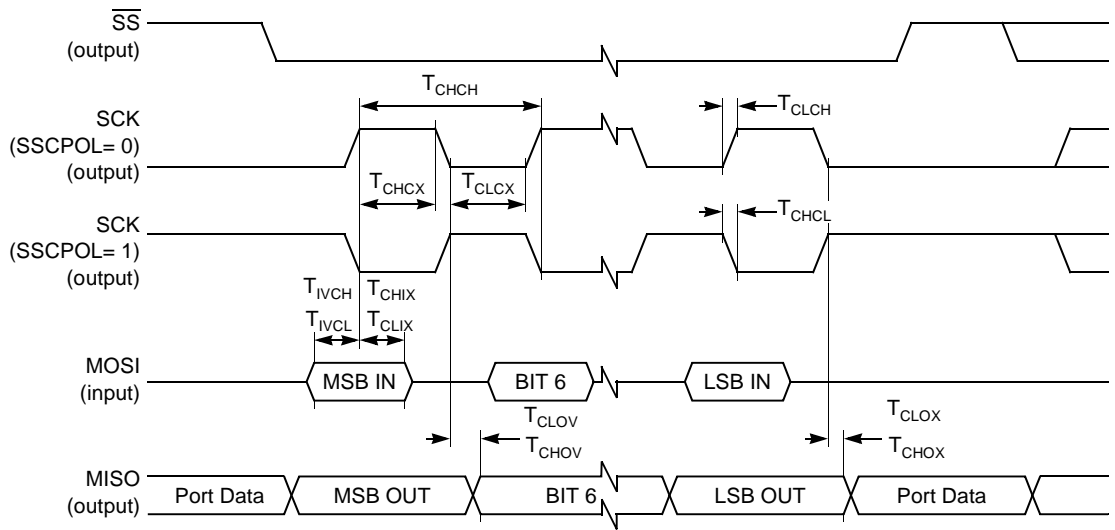 SS
(output)
T_CHCH
T_CLCH
SCK
(SSCPOL= 0)
(output)
T_CHCX
T_CLCX
T_CHCL
SCK
(SSCPOL= 1)
(output)
T_IVCH
T_CHIX
T_IVCL
T_CLIX
MOSI
(input)
MSB IN
BIT 6
LSB IN
T_CLOV
T_CHOV
T_CLOX
T_CHOX
MISO
(output)
Port Data
MSB OUT
BIT 6
LSB OUT
Port Data